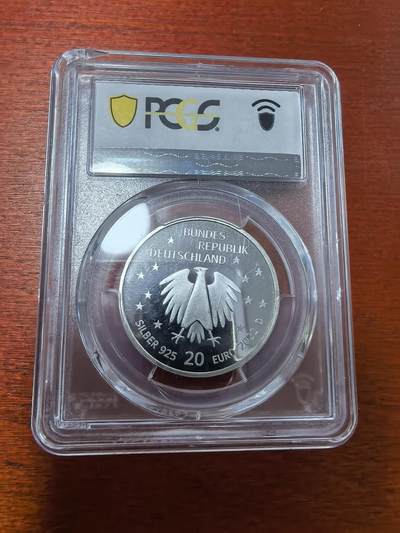 PCGS
BUNDES-
REPUBLIK
DEUTSCHLAND
SILBER 925 20 EURO
D